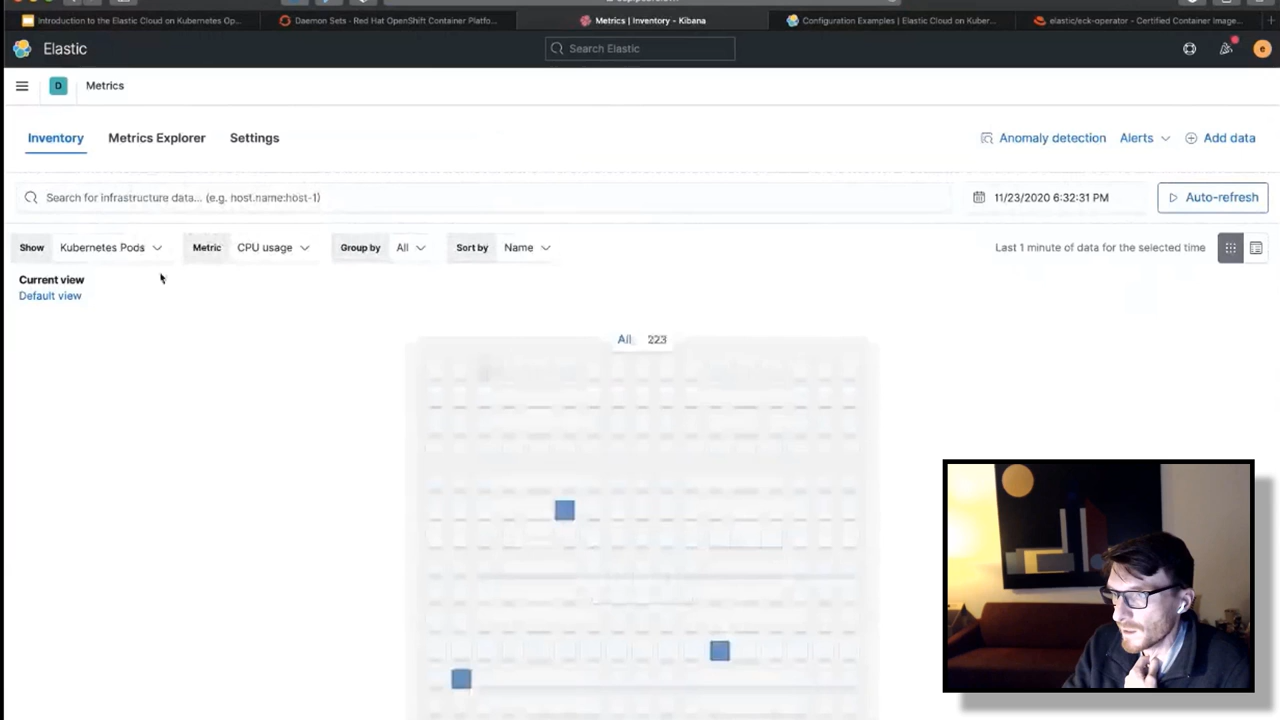 Introduction to the Elastic Cloud on Kubernetes Op...
Daemon Sets - Red Hat OpenShift Container Platfo...
Metrics | Inventory - Kibana
Configuration Examples | Elastic Cloud on Kuber...
elastic/eck-operator - Certified Container Image...
Elastic
Search Elastic
e
D
Metrics
Inventory
Metrics Explorer
Settings
Anomaly detection
Alerts
Add data
Search for infrastructure data... (e.g. host.name:host-1)
11/23/2020 6:32:31 PM
Auto-refresh
Show
Kubernetes Pods
Metric
CPU usage
Group by
All
Sort by
Name
Last 1 minute of data for the selected time
Current view
Default view
All 223